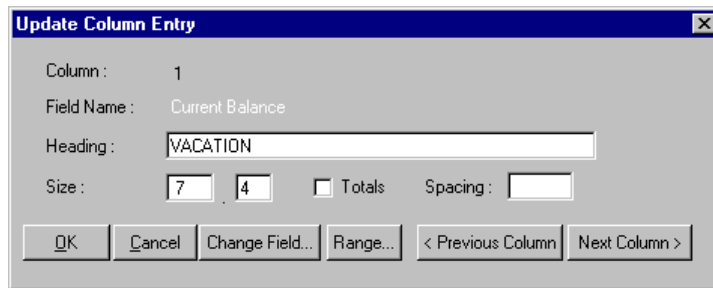 Update Column Entry
Column : 1
Field Name : Current Balance
Heading : VACATION
Size : 7 . 4 Totals Spacing :
OK Cancel Change Field... Range... < Previous Column Next Column >